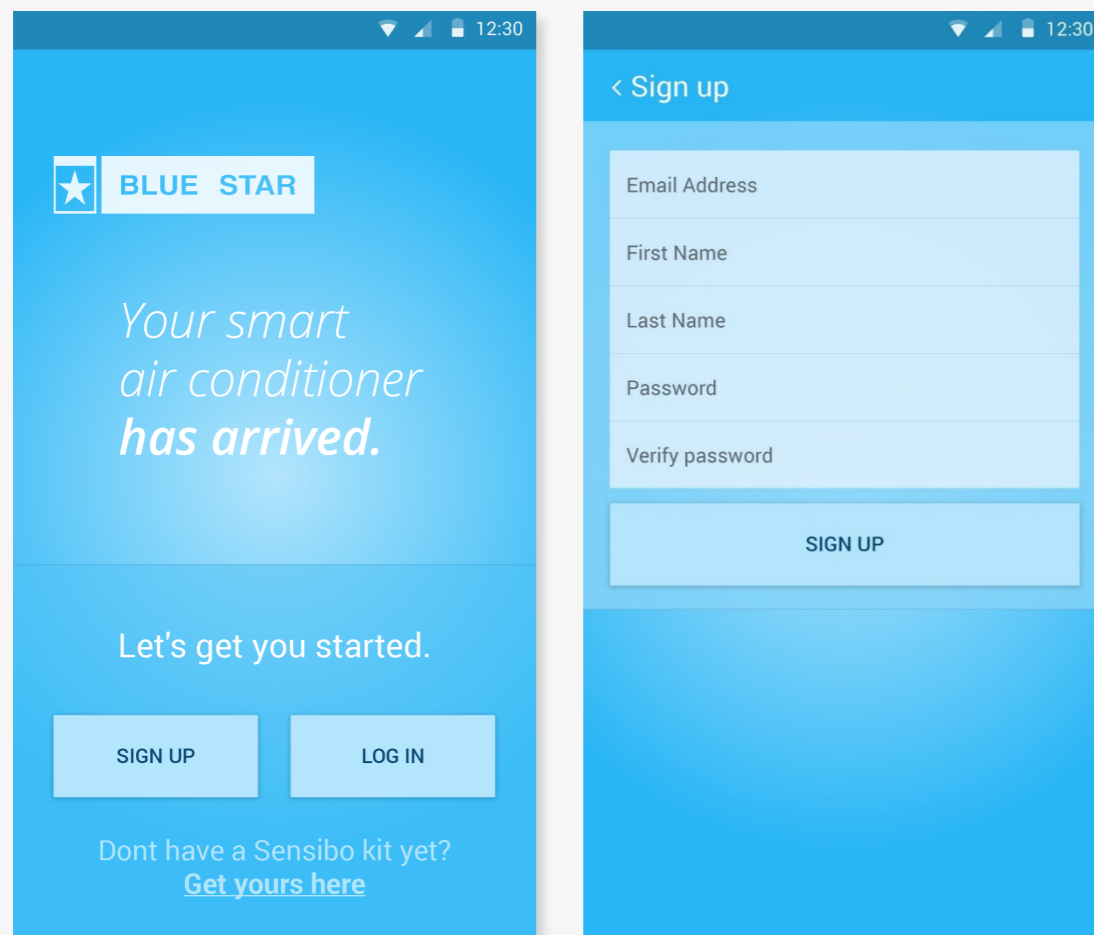 12:30
BLUE STAR
Your smart
air conditioner
has arrived.
Let's get you started.
SIGN UP
LOG IN
Dont have a Sensibo kit yet?
Get yours here
12:30
< Sign up
Email Address
First Name
Last Name
Password
Verify password
SIGN UP